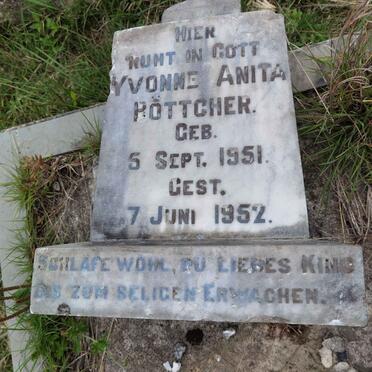 HIER
RUHT IN GOTT
YVONNE ANITA
RÖTTCHER.
GEB.
5 SEPT. 1951.
GEST.
7 JUNI 1952.
SCHLAFE WOHL, DU LIEBES KIND
BIS ZUM SELIGEN ERWACHEN.